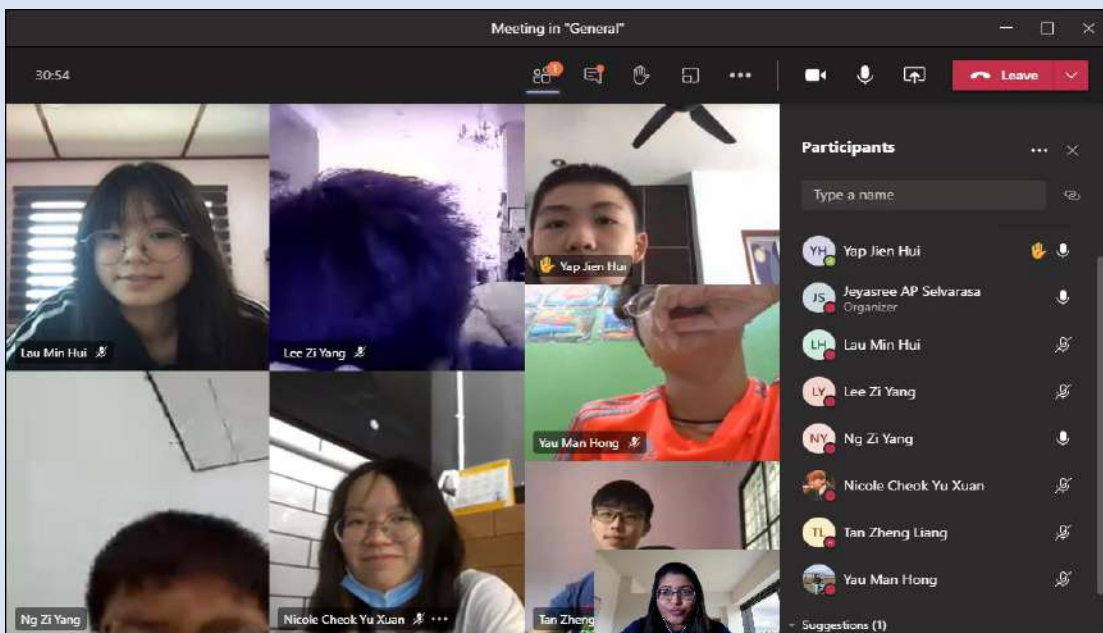 Meeting in "General"
30:54
1
Leave
Lau Min Hui
Lee Zi Yang
Yap Jien Hui
Yau Man Hong
Ng Zi Yang
Nicole Cheok Yu Xuan
Tan Zheng
Participants
Type a name
YH Yap Jien Hui
JS Jeyasree AP Selvarasa
Organizer
LH Lau Min Hui
LY Lee Zi Yang
NY Ng Zi Yang
Nicole Cheok Yu Xuan
TL Tan Zheng Liang
Yau Man Hong
Suggestions (1)